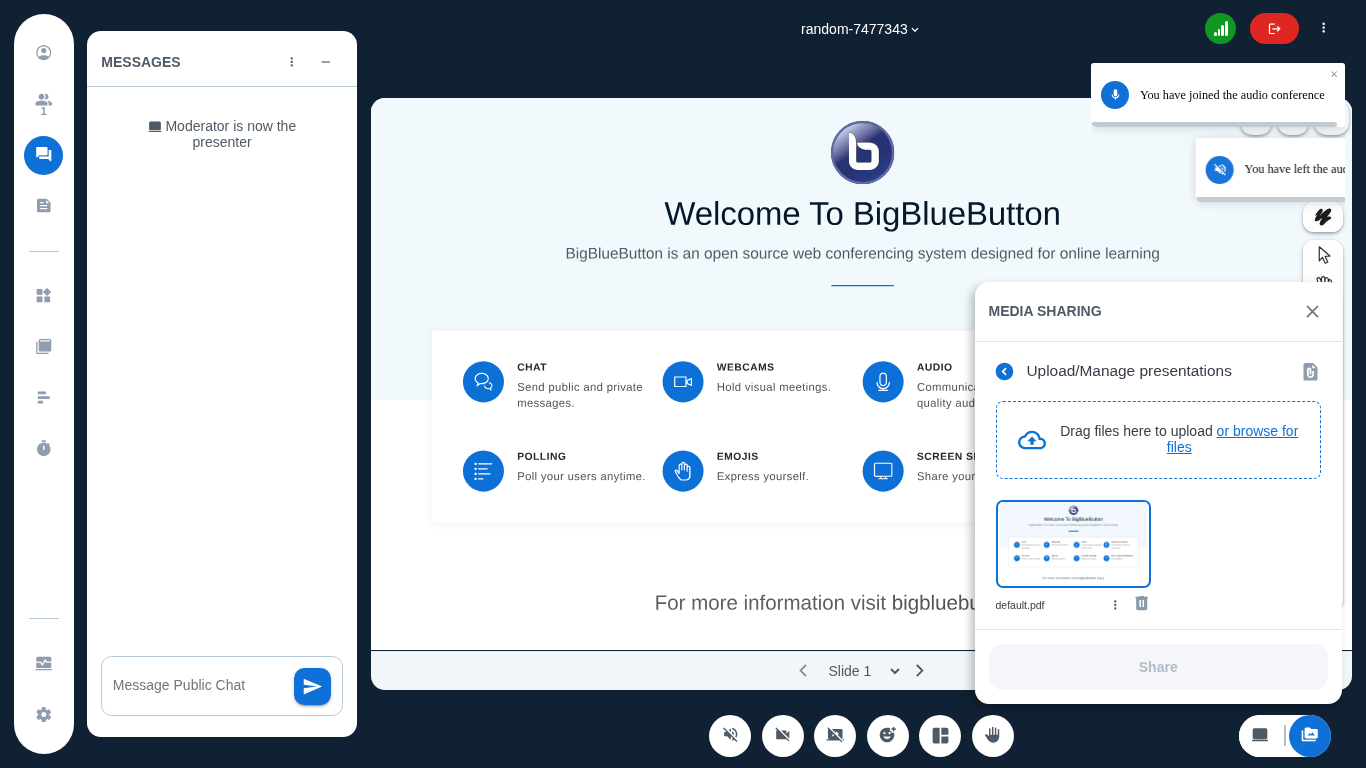 random-7477343
MESSAGES
1
Moderator is now the
presenter
Message Public Chat
You have joined the audio conference
You have left the aud
Welcome To BigBlueButton
BigBlueButton is an open source web conferencing system designed for online learning
CHAT
Send public and private
messages.
WEBCAMS
Hold visual meetings.
AUDIO
Communica
quality aud
POLLING
Poll your users anytime.
EMOJIS
Express yourself.
SCREEN S
Share your
For more information visit bigbluebu
Slide 1
MEDIA SHARING
Upload/Manage presentations
Drag files here to upload or browse for
files
Welcome To BigBlueButton
default.pdf
Share